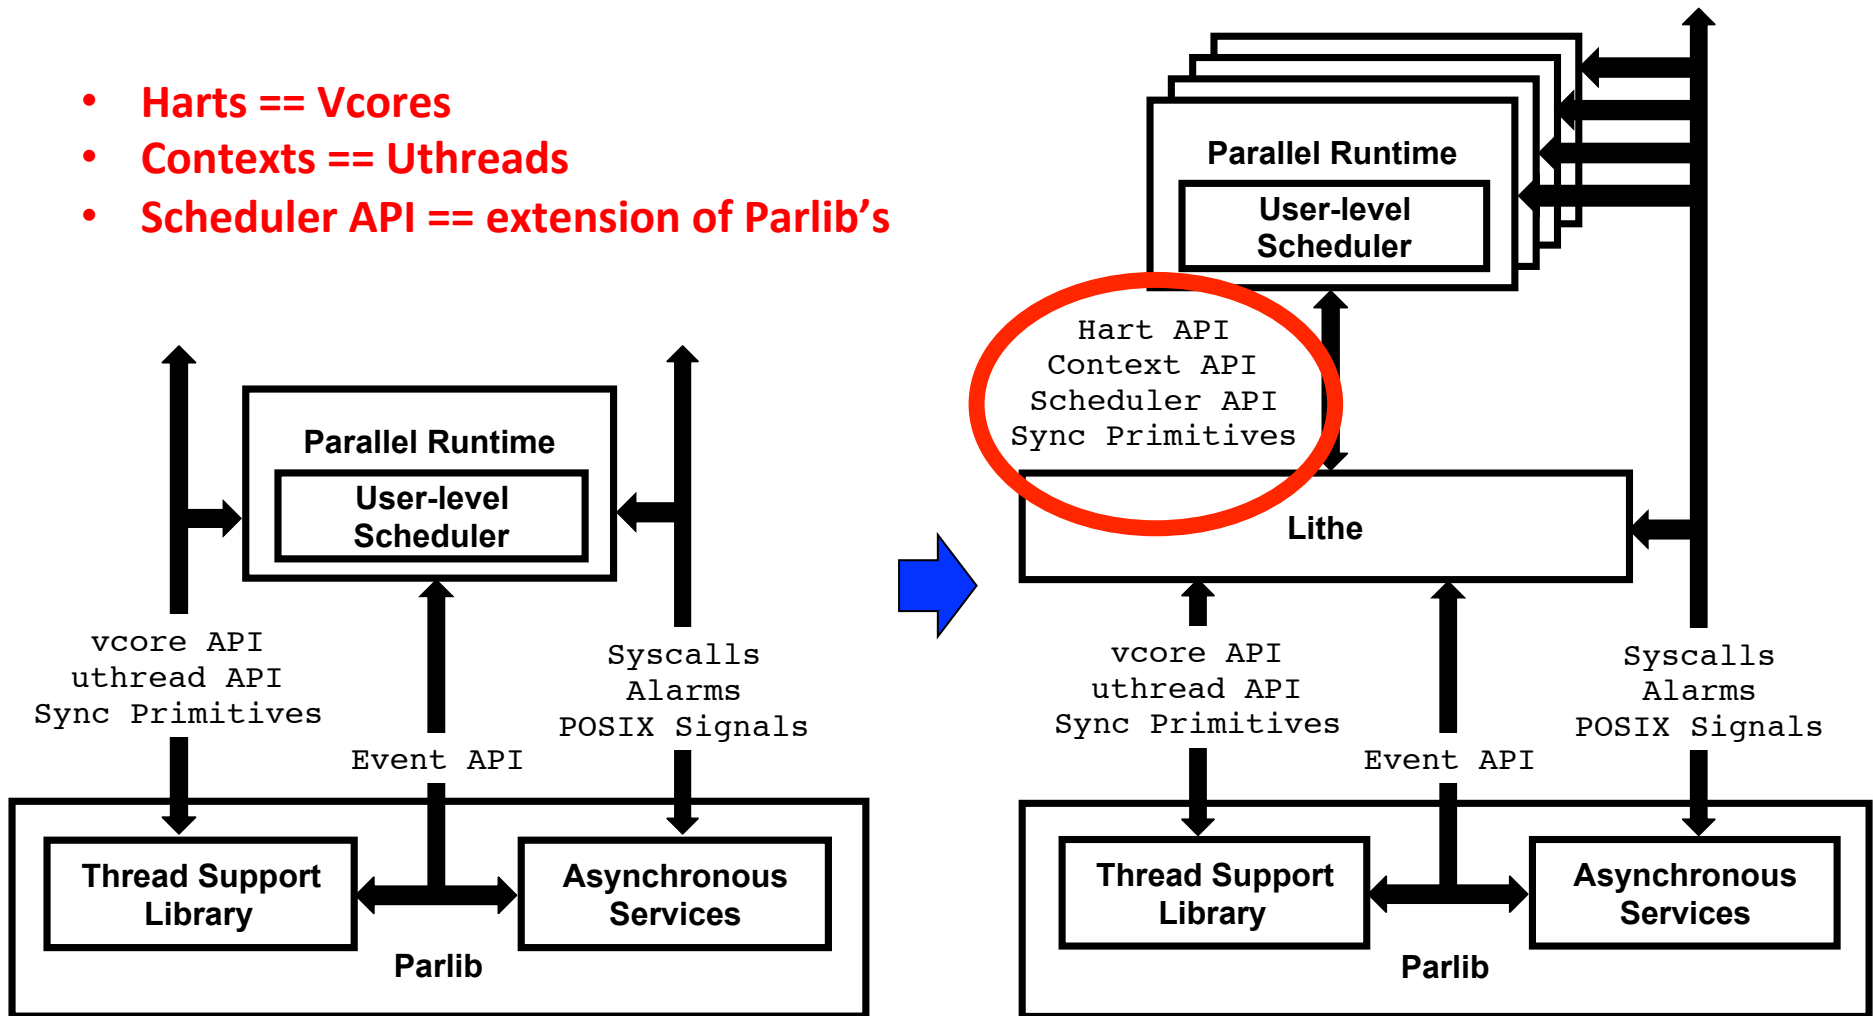 • Harts == Vcores
• Contexts == Uthreads
• Scheduler API == extension of Parlib’s
Parallel Runtime
User-level
Scheduler
vcore API
uthread API
Sync Primitives
Event API
Syscalls
Alarms
POSIX Signals
Thread Support
Library
Asynchronous
Services
Parlib
Parallel Runtime
User-level
Scheduler
Hart API
Context API
Scheduler API
Sync Primitives
Lithe
vcore API
uthread API
Sync Primitives
Event API
Syscalls
Alarms
POSIX Signals
Thread Support
Library
Asynchronous
Services
Parlib